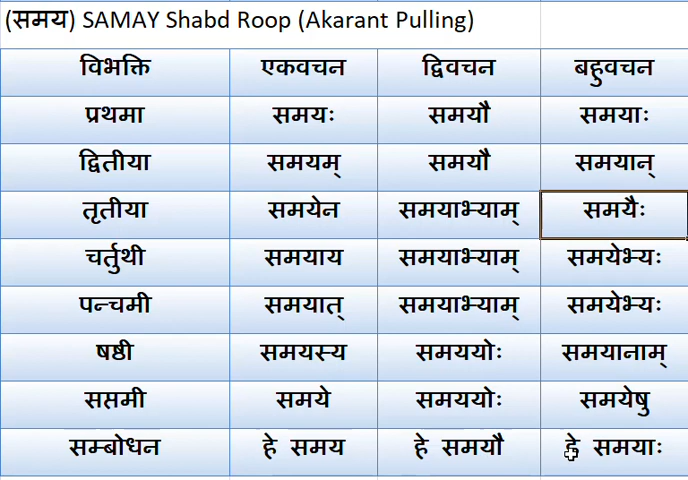 (समय) SAMAY Shabd Roop (Akarant Pulling)
विभक्ति एकवचन द्विवचन बहुवचन
प्रथमा समयः समयौ समयाः
द्वितीया समयम् समयौ समयान्
तृतीया समयेन समयाभ्याम् समयैः
चर्तुथी समयाय समयाभ्याम् समयेभ्यः
पन्चमी समयात् समयाभ्याम् समयेभ्यः
षष्ठी समयस्य समययोः समयानाम्
सप्तमी समये समययोः समयेषु
सम्बोधन हे समय हे समयौ हे समयाः